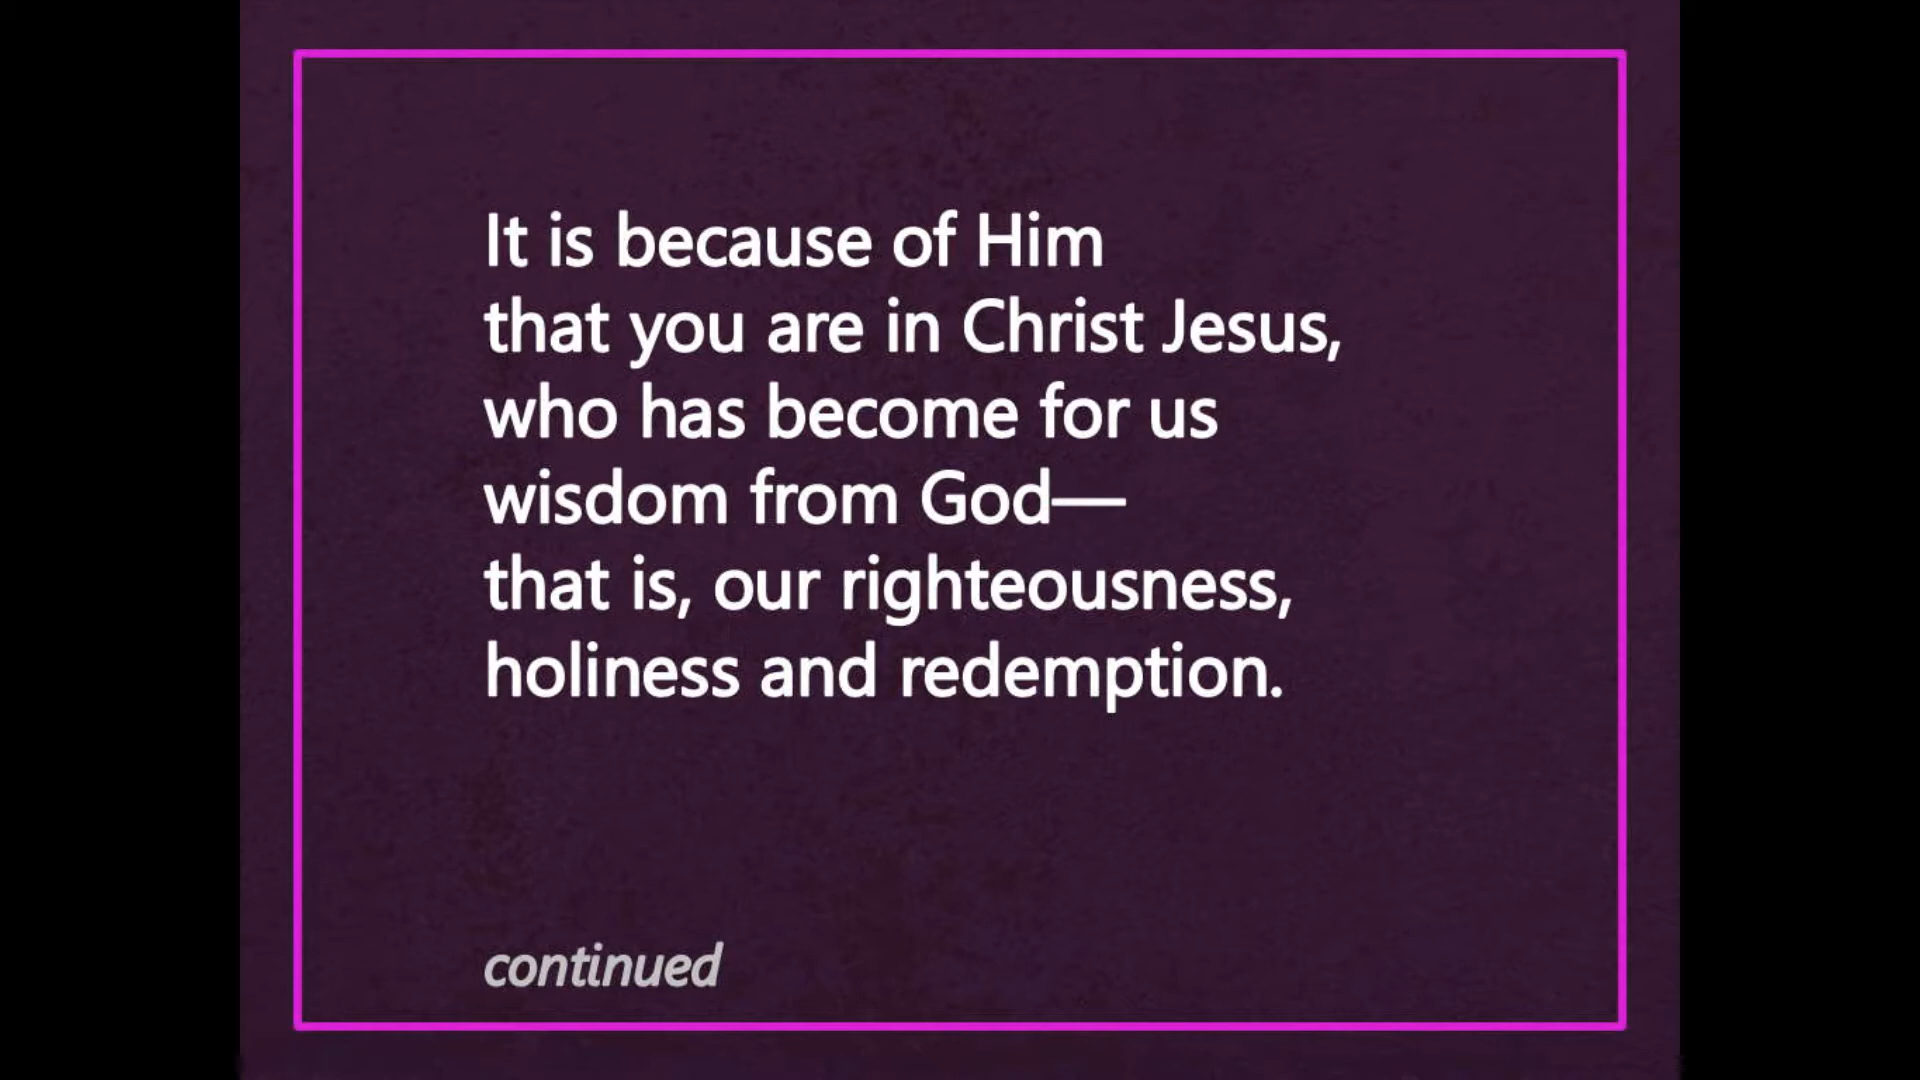 It is because of Him
that you are in Christ Jesus,
who has become for us
wisdom from God—
that is, our righteousness,
holiness and redemption.
continued